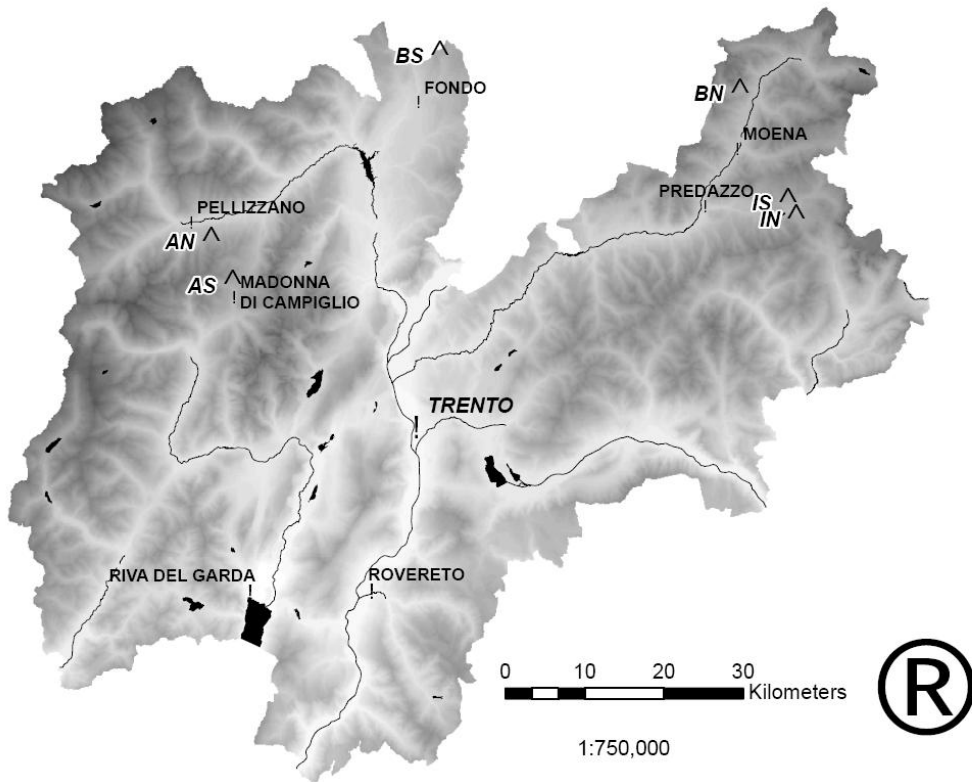 BS
FONDO
BN
MOENA
PREDAZZO
IS
IN
PELLIZZANO
AN
AS
MADONNA
DI CAMPIGLIO
TRENTO
RIVA DEL GARDA
ROVERETO
0 10 20 30
Kilometers
1:750,000
®